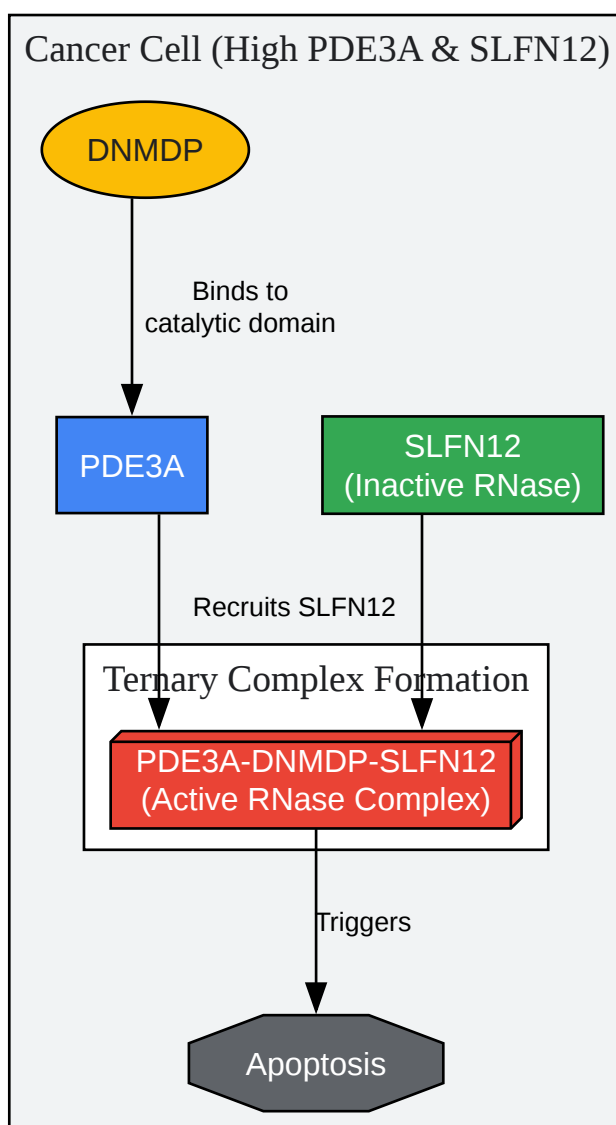 Cancer Cell (High PDE3A & SLFN12)
DNMDP
Binds to
catalytic domain
PDE3A
SLFN12
(Inactive RNase)
Recruits SLFN12
Ternary Complex Formation
PDE3A-DNMDP-SLFN12
(Active RNase Complex)
Triggers
Apoptosis